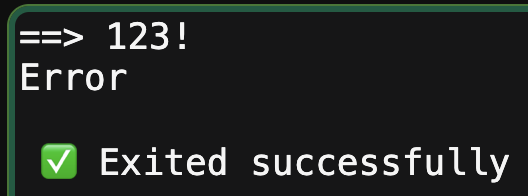 ==> 123!
Error
✅ Exited successfully